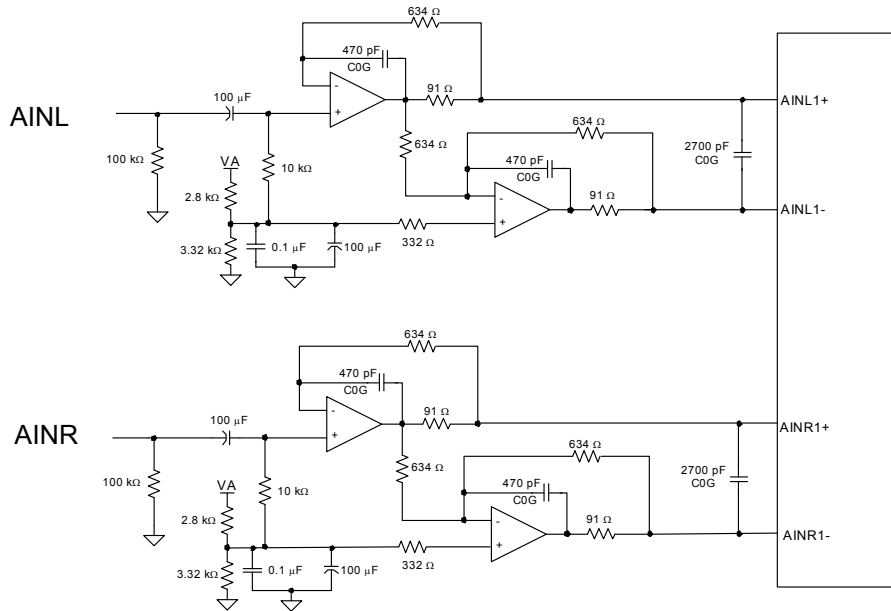 634 Ω
470 pF
C0G
-
+
91 Ω
AINL
100 µF
AINL1+
634 Ω
634 Ω
2700 pF
C0G
100 kΩ
VA
10 kΩ
470 pF
C0G
2.8 kΩ
-
+
91 Ω
AINL1-
3.32 kΩ
0.1 µF
100 µF
332 Ω
634 Ω
470 pF
C0G
-
+
91 Ω
AINR
100 µF
AINR1+
634 Ω
634 Ω
2700 pF
C0G
100 kΩ
VA
10 kΩ
470 pF
C0G
2.8 kΩ
-
+
91 Ω
AINR1-
3.32 kΩ
0.1 µF
100 µF
332 Ω